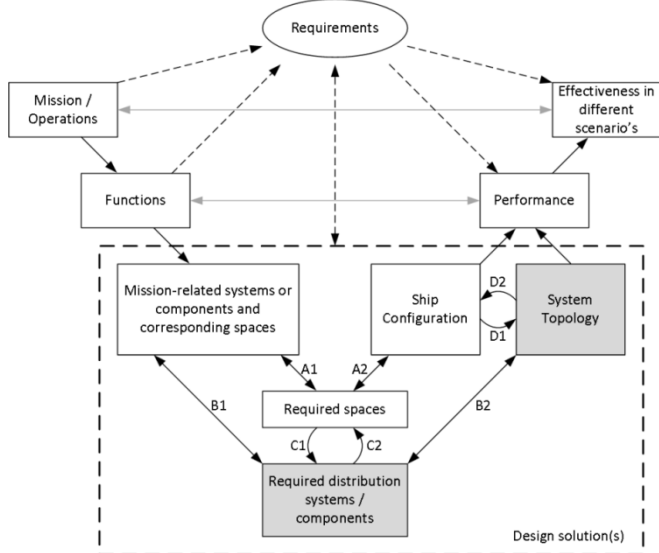 Requirements
Mission /
Operations
Effectiveness in
different
scenario's
Functions
Performance
Mission-related systems or
components and
corresponding spaces
Ship
Configuration
D2
D1
System
Topology
A1
A2
B1
Required spaces
B2
C1
C2
Required distribution
systems /
components
Design solution(s)